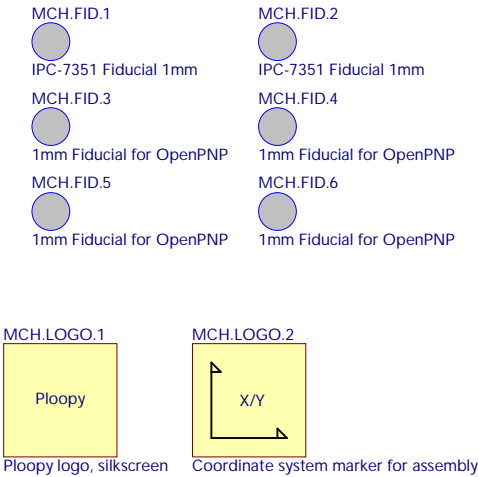 MCH.FID.1 MCH.FID.2
IPC-7351 Fiducial 1mm IPC-7351 Fiducial 1mm
MCH.FID.3 MCH.FID.4
1mm Fiducial for OpenPNP 1mm Fiducial for OpenPNP
MCH.FID.5 MCH.FID.6
1mm Fiducial for OpenPNP 1mm Fiducial for OpenPNP
MCH.LOGO.1 MCH.LOGO.2
Ploopy X/Y
Ploopy logo, silkscreen Coordinate system marker for assembly